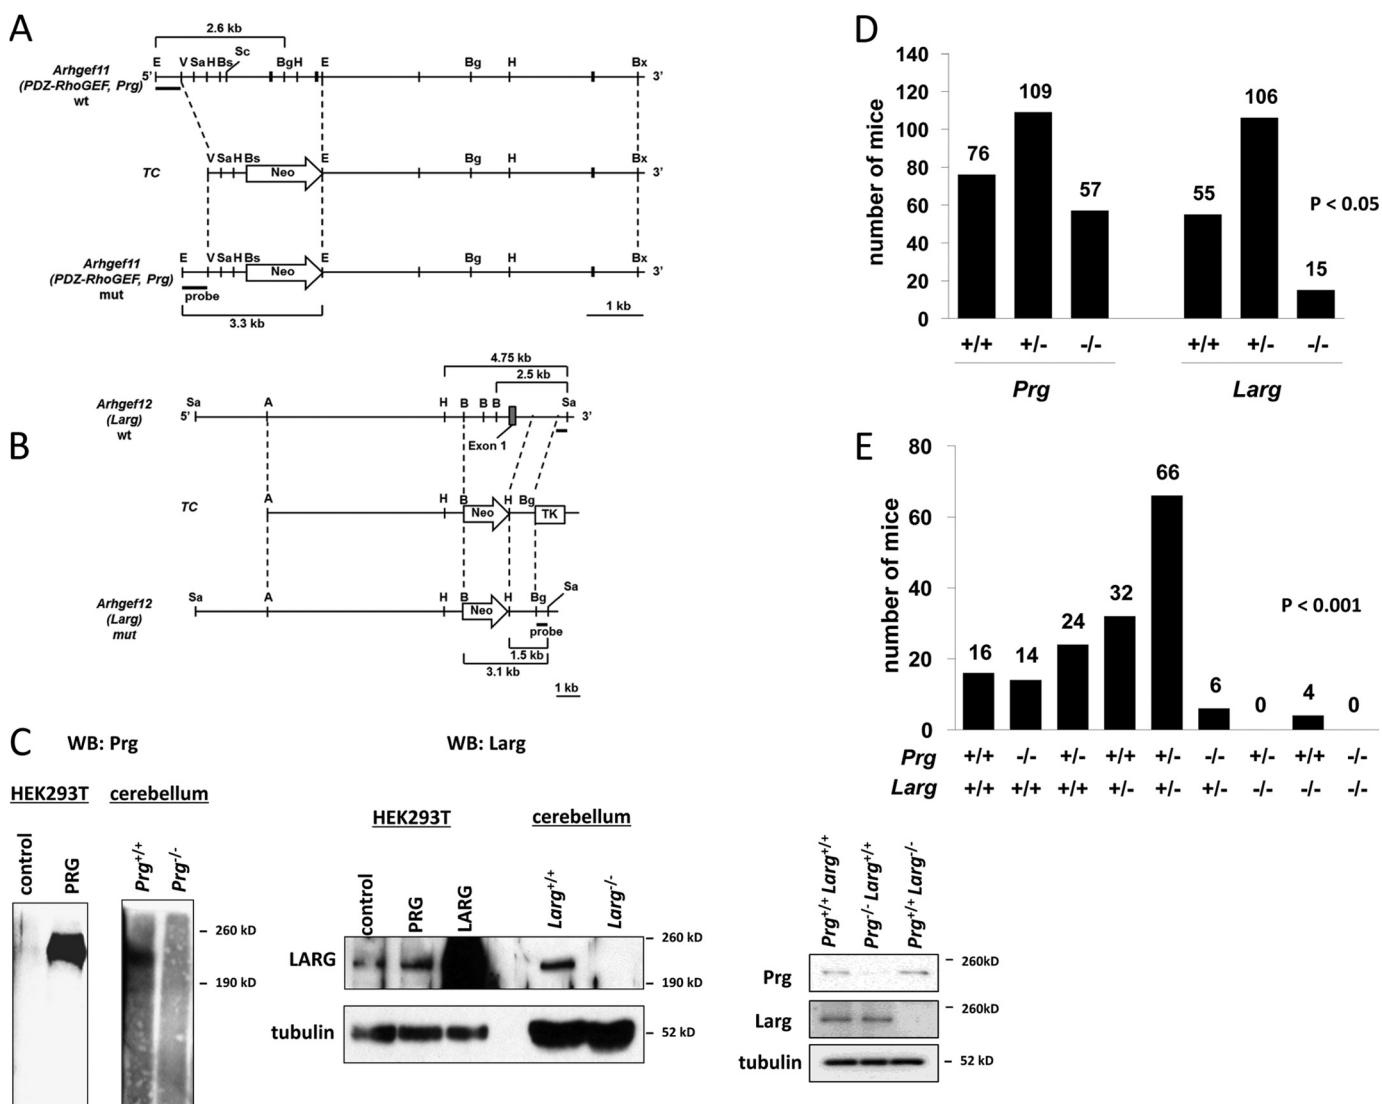 A
2.6 kb
Sc
E V Sa H Bs Bg H E Bg H Bx
Arhgef11
(PDZ-RhoGEF, Prg)
wt
5' 3'
V Sa H Bs E Bg H Bx
TC
Neo
3'
E V Sa H Bs E Bg H Bx
Arhgef11
(PDZ-RhoGEF, Prg)
mut
Neo
3'
probe
1 kb
3.3 kb
B
4.75 kb
2.5 kb
Sa A H B B B Sa
Arhgef12
(Larg)
wt
5' 3'
Exon 1
A H B H Bg
TC
Neo
TK
Sa
Sa A H B H Bg
Arhgef12
(Larg)
mut
Neo
probe
1.5 kb
3.1 kb
1 kb
C
WB: Prg
WB: Larg
HEK293T
cerebellum
control
PRG
Prg+/+
Prg-/-
260 kD
190 kD
HEK293T
cerebellum
control
PRG
LARG
Larg+/+
Larg-/-
LARG
260 kD
190 kD
tubulin
52 kD
Prg+/+ Larg+/+
Prg-/- Larg+/+
Prg+/+ Larg-/-
Prg
260kD
Larg
260kD
tubulin
52 kD
D
number of mice
140
120
100
80
60
40
20
0
76
109
57
55
106
15
P < 0.05
+/+ +/- -/- +/+ +/- -/-
Prg Larg
E
number of mice
80
60
40
20
0
16
14
24
32
66
6
0
4
0
P < 0.001
Prg +/+ -/- +/- +/+ +/- -/- +/- +/+ -/-
Larg +/+ +/+ +/+ +/- +/- +/- -/- -/- -/-